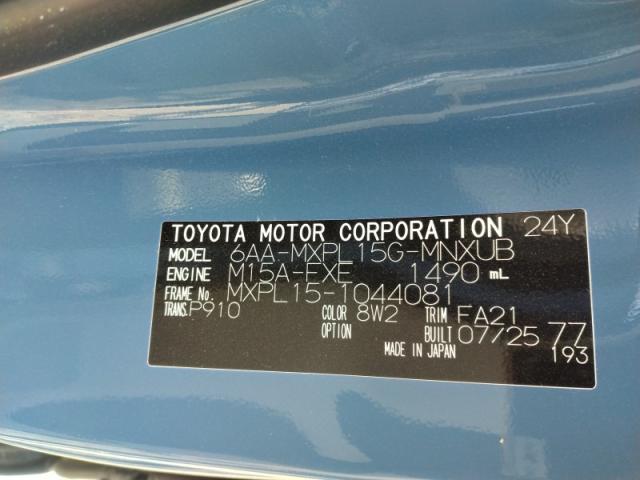 TOYOTA MOTOR CORPORATION 24Y
MODEL 6AA-MXPL15G-MNXUB
ENGINE M15A-FXE 1490 mL
FRAME No. MXPL15-1044081
TRANS. P910 COLOR 8W2 TRIM FA21
OPTION BUILT 07/25 77
MADE IN JAPAN 193